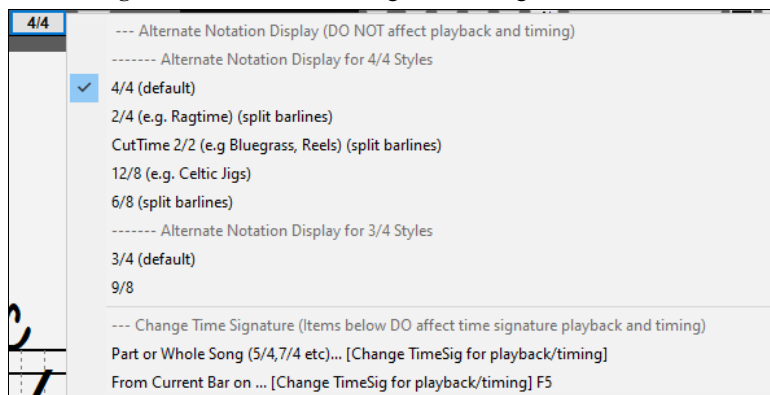 4/4
--- Alternate Notation Display (DO NOT affect playback and timing)
------- Alternate Notation Display for 4/4 Styles
4/4 (default)
2/4 (e.g. Ragtime) (split barlines)
CutTime 2/2 (e.g Bluegrass, Reels) (split barlines)
12/8 (e.g. Celtic Jigs)
6/8 (split barlines)
------- Alternate Notation Display for 3/4 Styles
3/4 (default)
9/8
--- Change Time Signature (Items below DO affect time signature playback and timing)
Part or Whole Song (5/4,7/4 etc)... [Change TimeSig for playback/timing]
From Current Bar on ... [Change TimeSig for playback/timing] F5